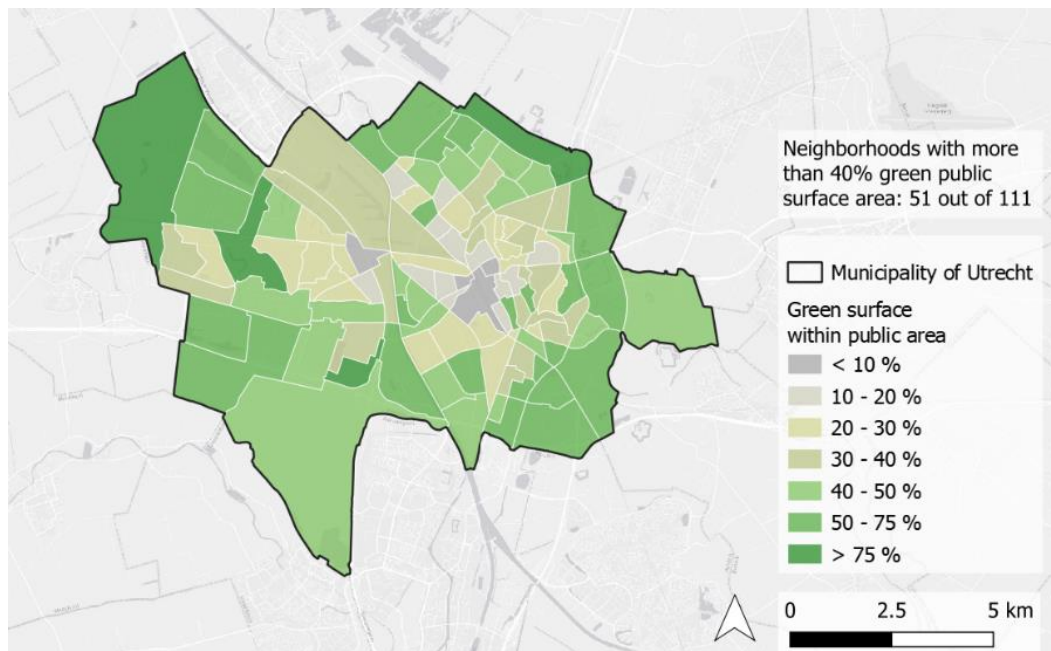 Neighborhoods with more
than 40% green public
surface area: 51 out of 111
Municipality of Utrecht
Green surface
within public area
< 10 %
10 - 20 %
20 - 30 %
30 - 40 %
40 - 50 %
50 - 75 %
> 75 %
0 2.5 5 km